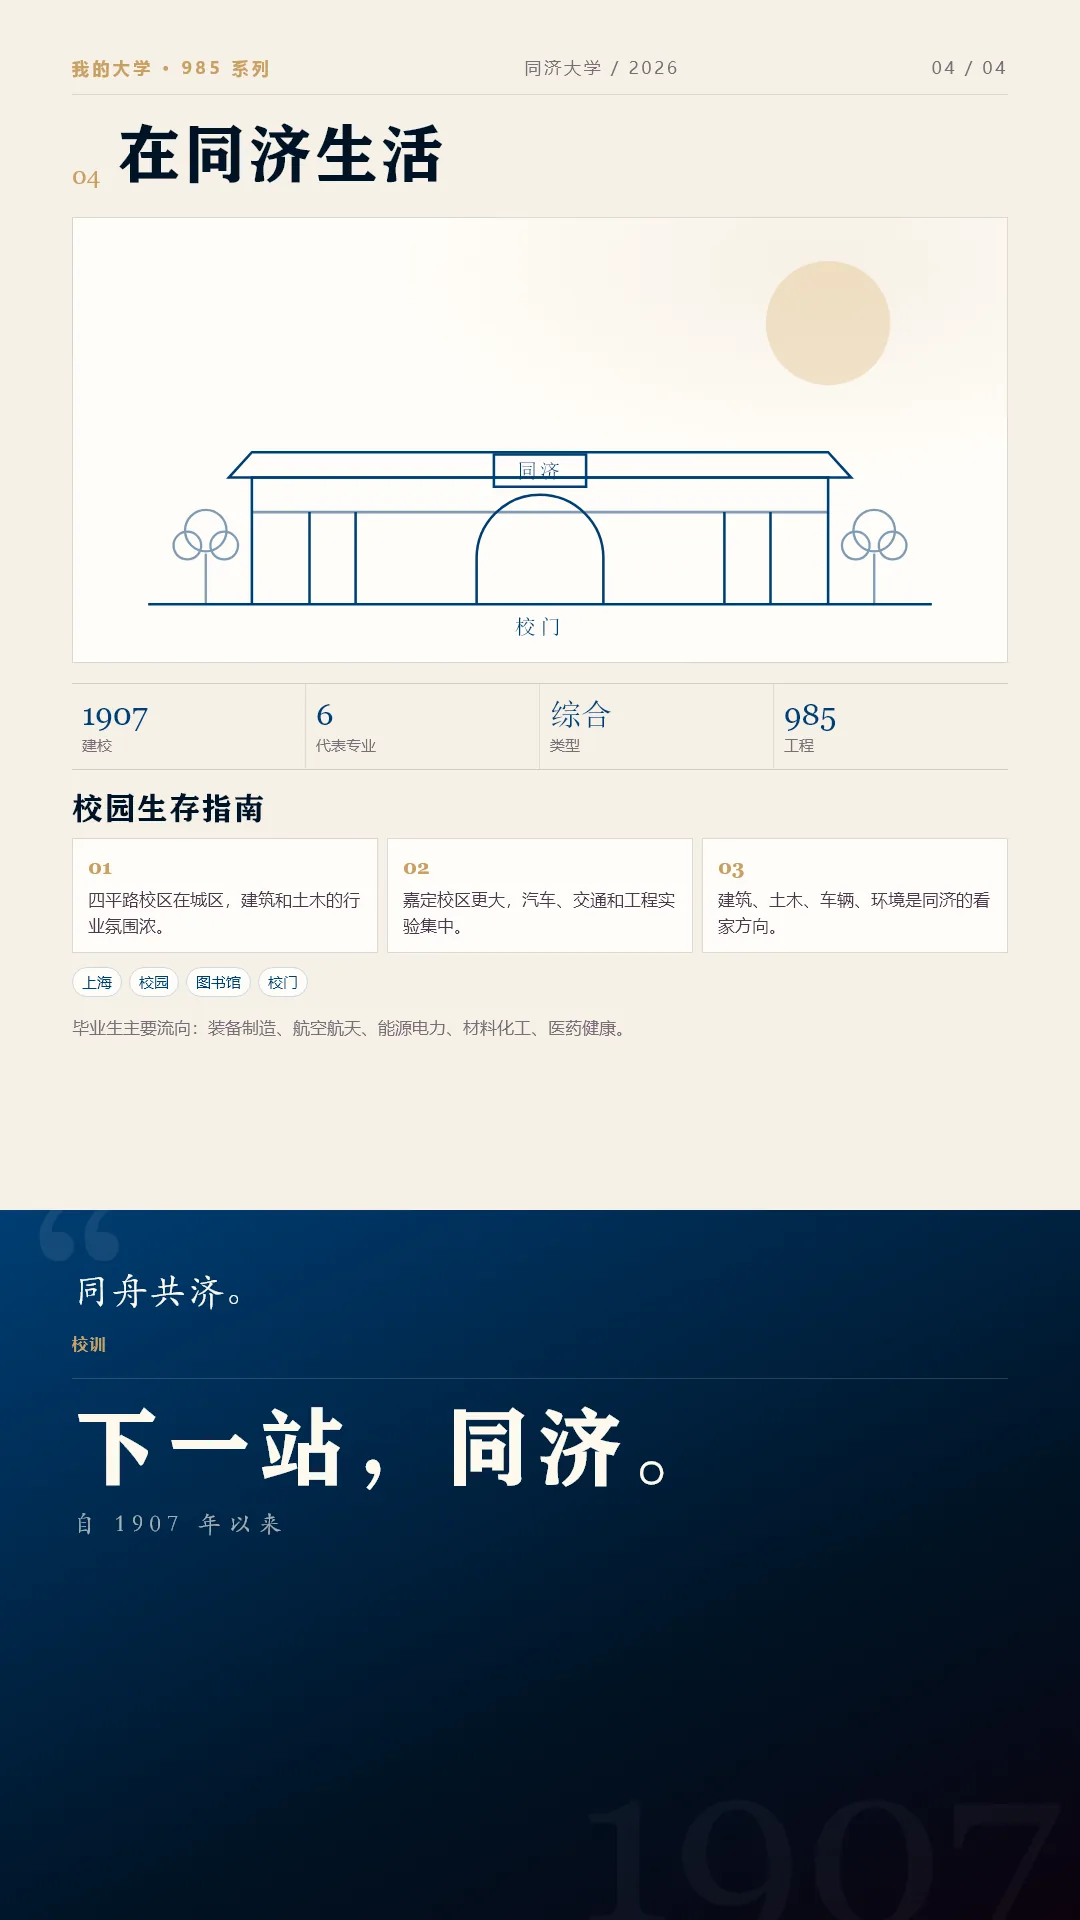 我的大学 · 985 系列
同济大学 / 2026
04 / 04
04 在同济生活
同济
校门
1907
建校
6
代表专业
综合
类型
985
工程
校园生存指南
01
四平路校区在城区，建筑和土木的行
业氛围浓。
02
嘉定校区更大，汽车、交通和工程实
验集中。
03
建筑、土木、车辆、环境是同济的看
家方向。
上海
校园
图书馆
校门
毕业生主要流向：装备制造、航空航天、能源电力、材料化工、医药健康。
“
同舟共济。
校训
下一站，同济。
自 1907 年以来
1907